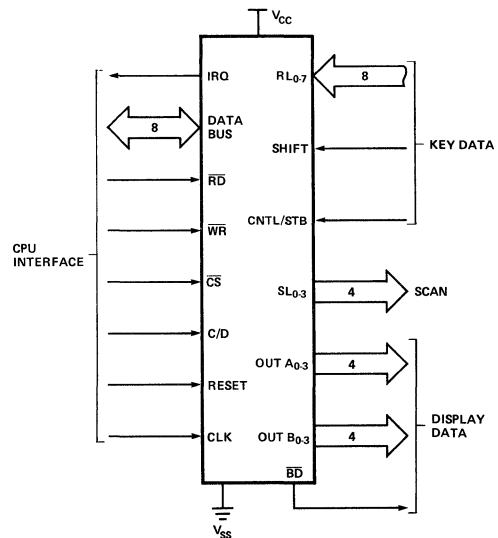 VCC
IRQ
RL0-7
8
8
DATA
BUS
SHIFT
KEY DATA
RD
CNTL/STB
WR
CPU
INTERFACE
CS
SL0-3
4
SCAN
C/D
OUT A0-3
4
RESET
DISPLAY
DATA
CLK
OUT B0-3
4
BD
VSS